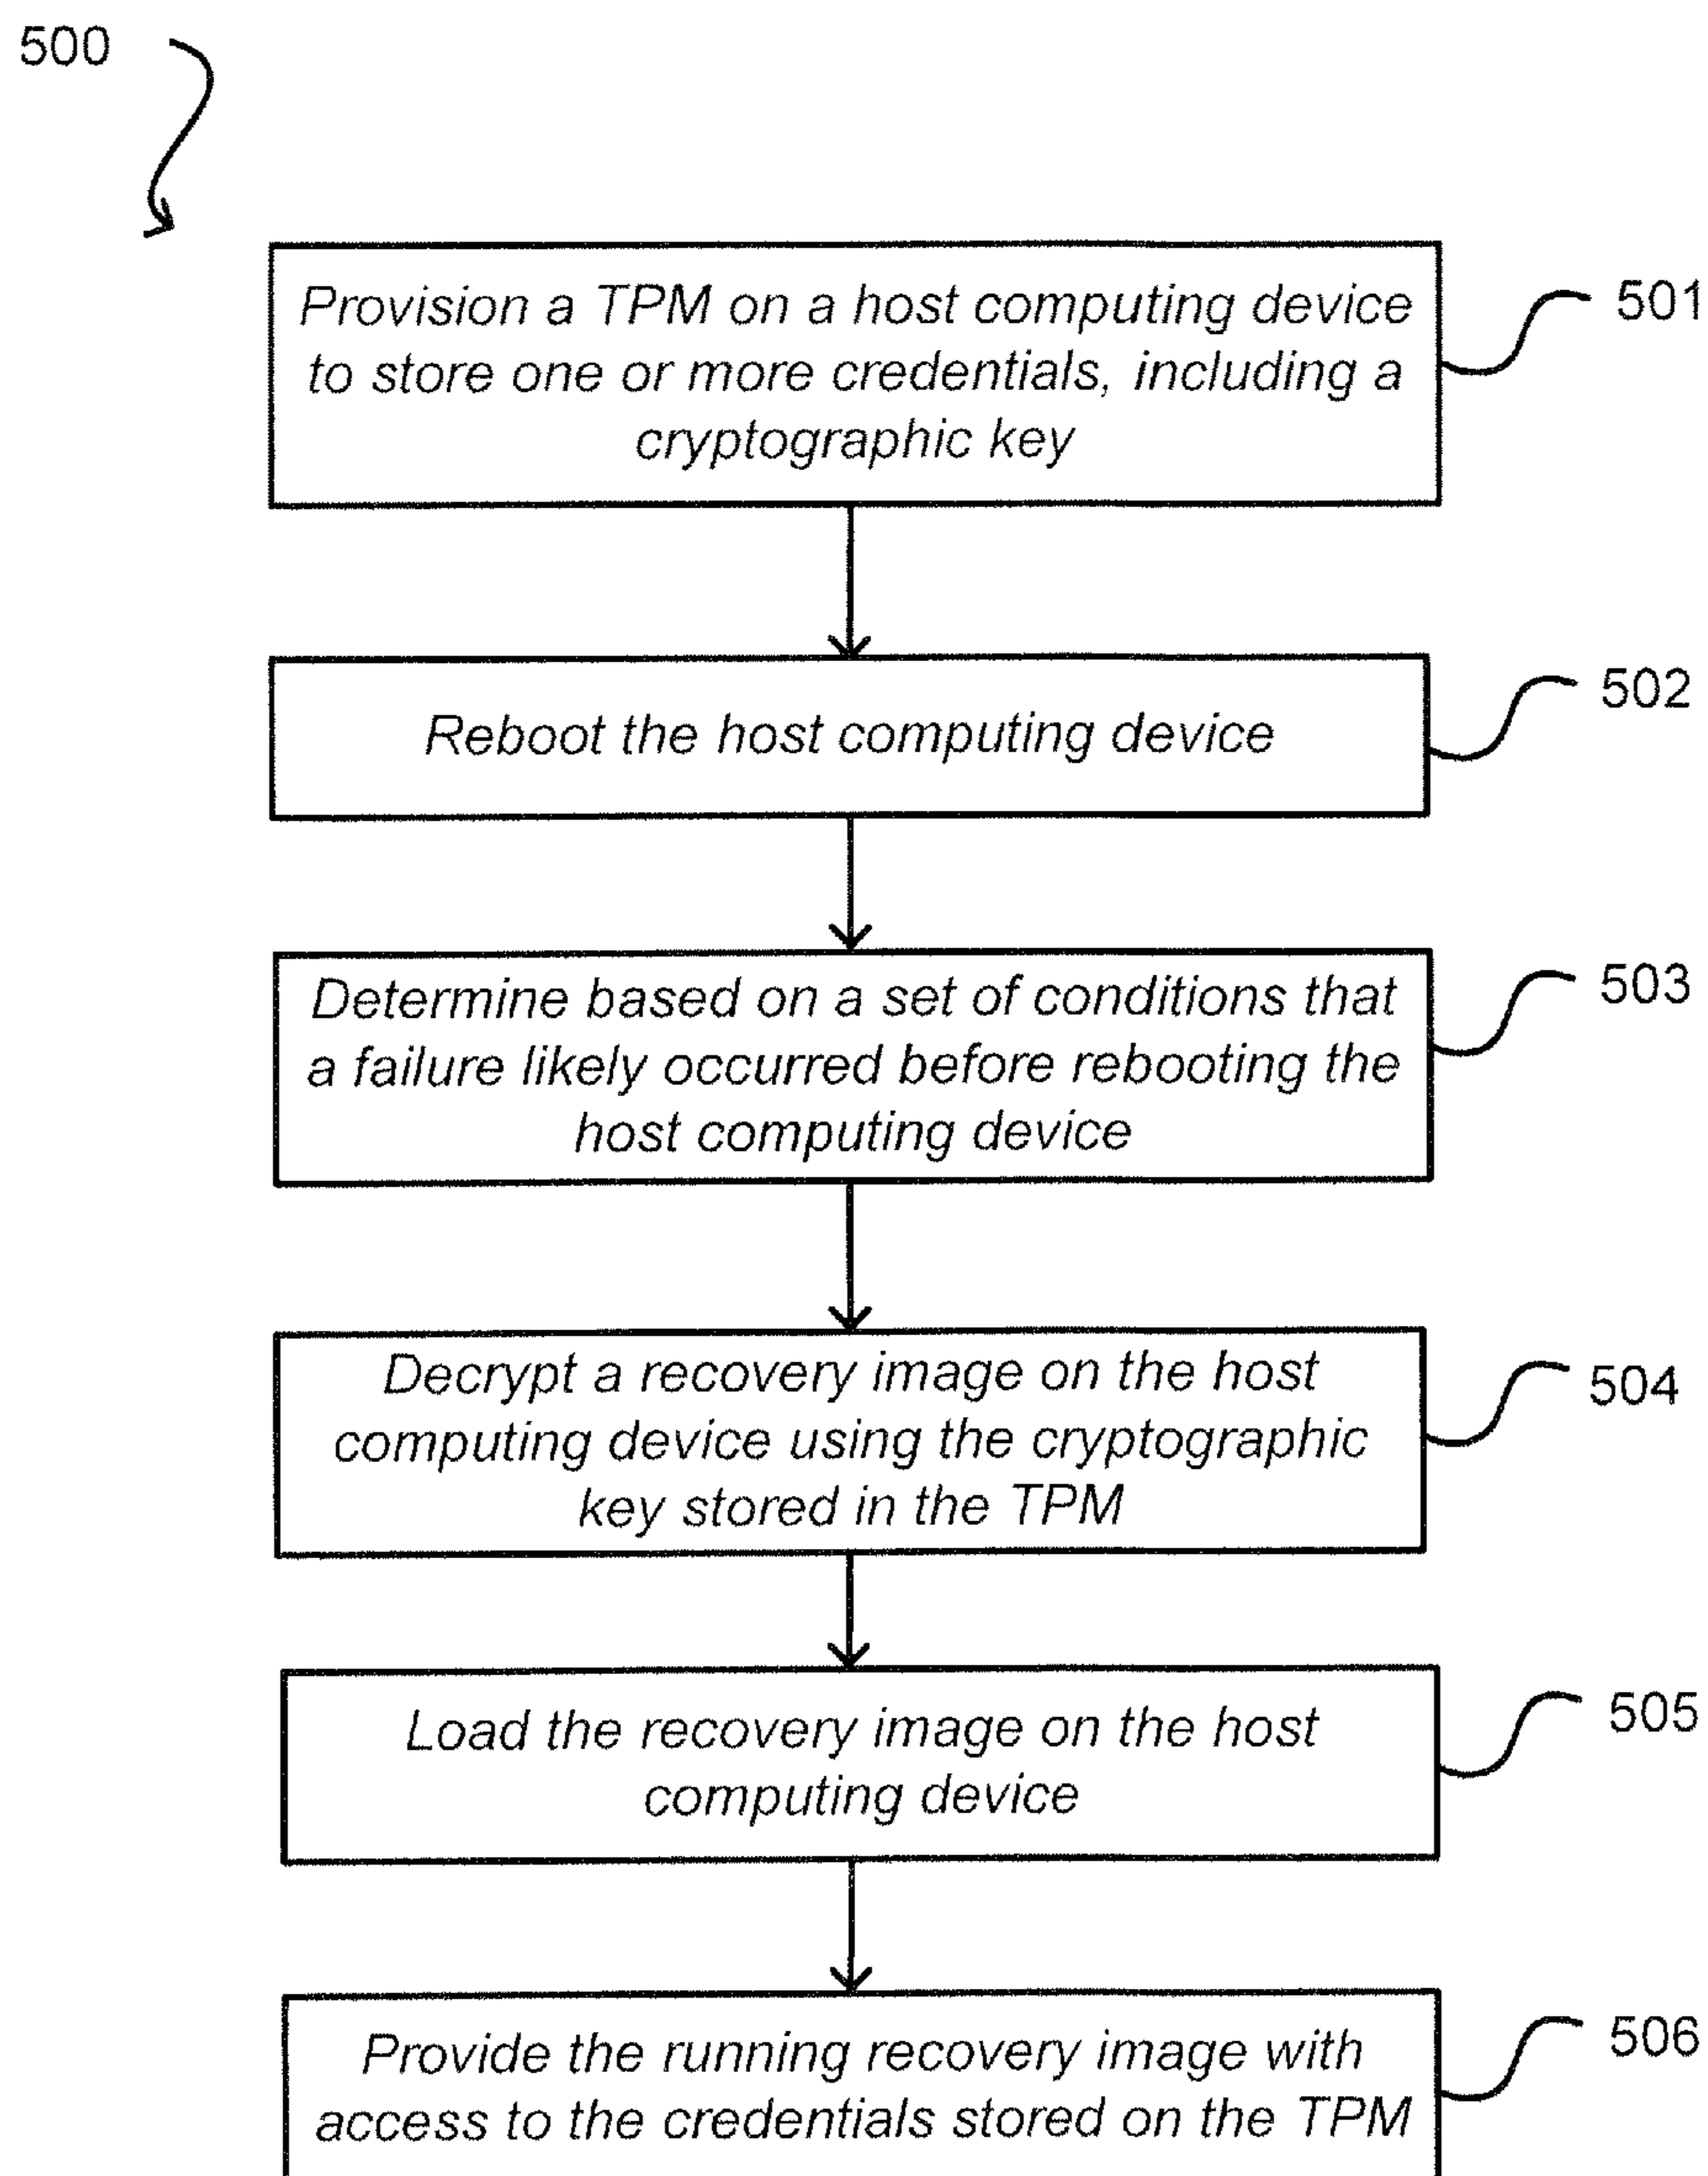 500
Provision a TPM on a host computing device
to store one or more credentials, including a
cryptographic key
501
Reboot the host computing device
502
Determine based on a set of conditions that
a failure likely occurred before rebooting the
host computing device
503
Decrypt a recovery image on the host
computing device using the cryptographic
key stored in the TPM
504
Load the recovery image on the host
computing device
505
Provide the running recovery image with
access to the credentials stored on the TPM
506